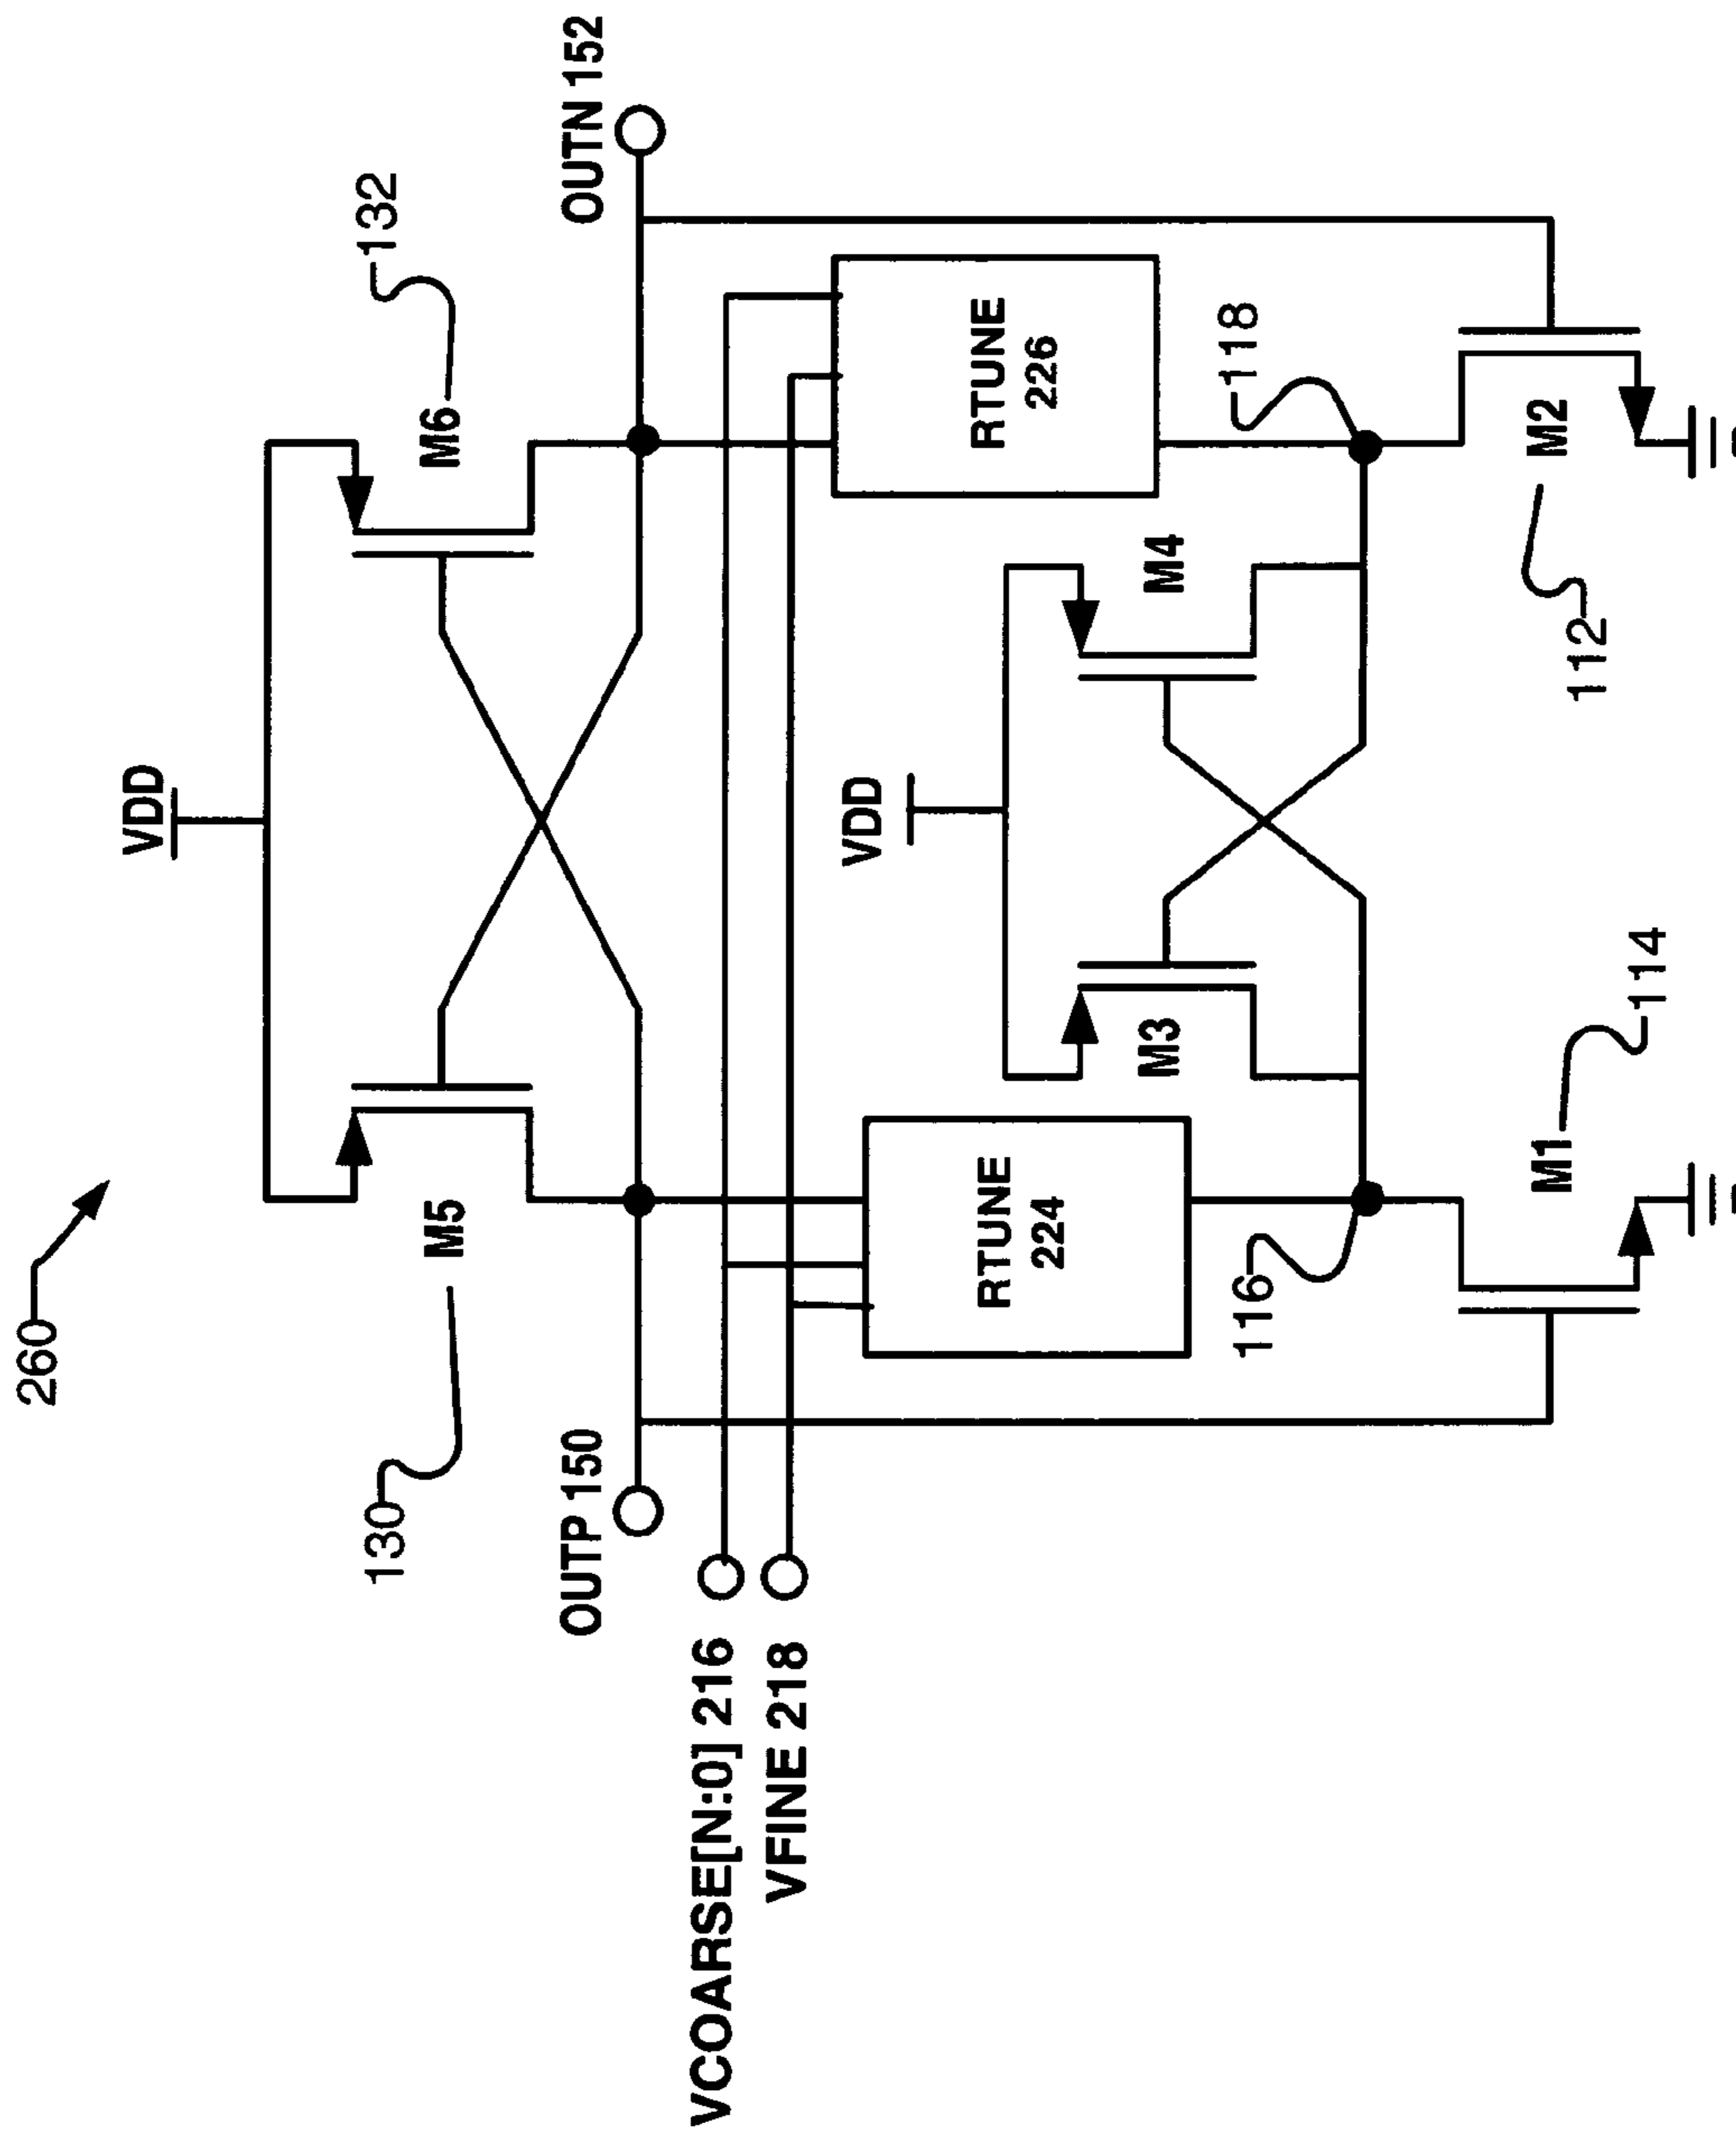 260
VDD
130
132
M5
M6
OUTP 150
OUTN 152
VCOARSE[N:0] 216
VFINE 218
VDD
RTUNE
224
RTUNE
226
M3
M4
116
118
M1
M2
114
112